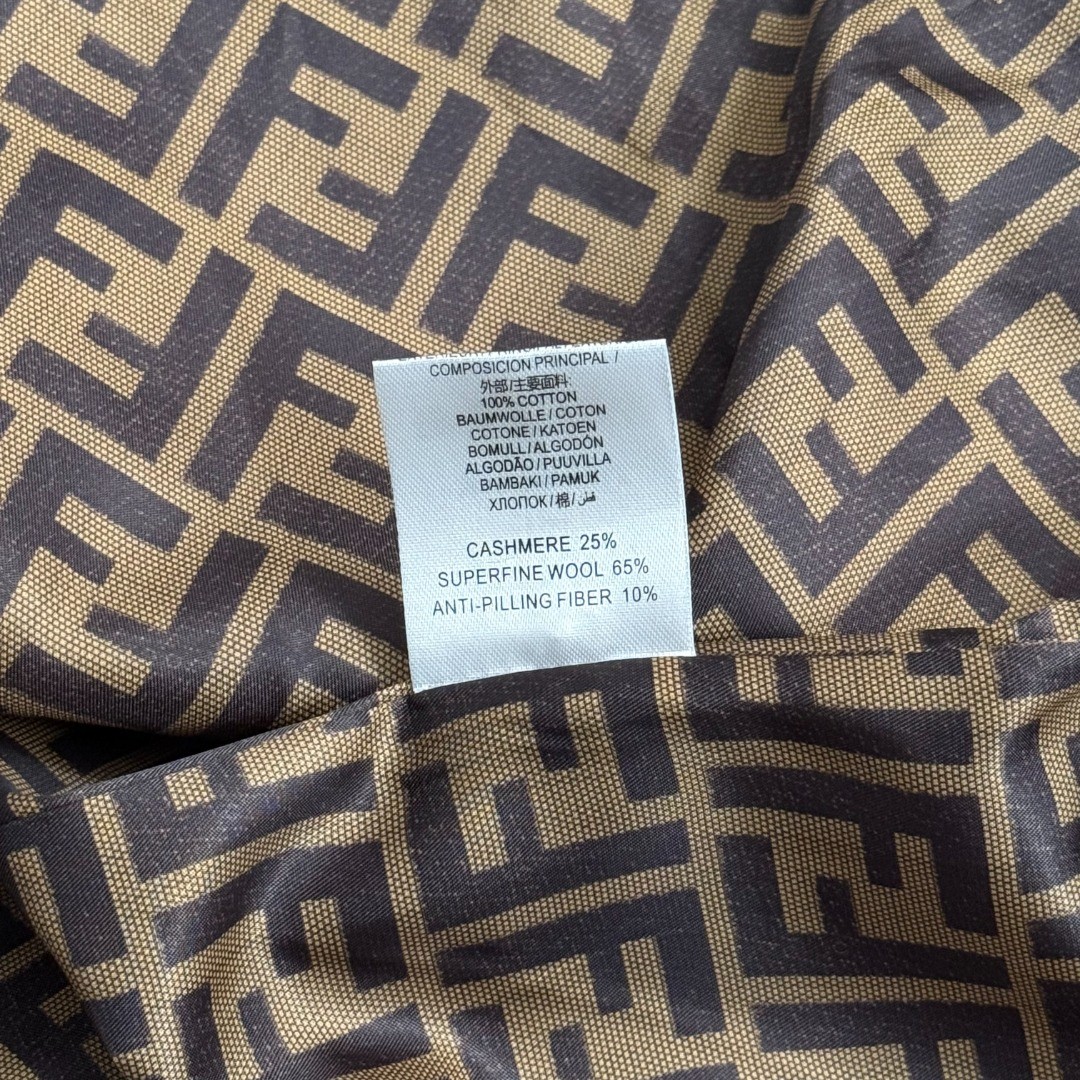 COMPOSICION PRINCIPAL /
外部/主要面料:
100% COTTON
BAUMWOLLE / COTON
COTONE / KATOEN
BOMULL / ALGODÓN
ALGODÃO / PUUVILLA
BAMBAKI / PAMUK
ХЛОПОК / 棉 / قطن
CASHMERE 25%
SUPERFINE WOOL 65%
ANTI-PILLING FIBER 10%